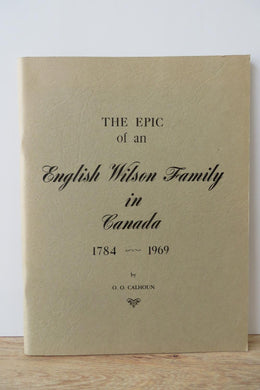 THE EPIC
of an
English Wilson Family
in
Canada
1784 ~~ 1969
by
O. O. CALHOUN